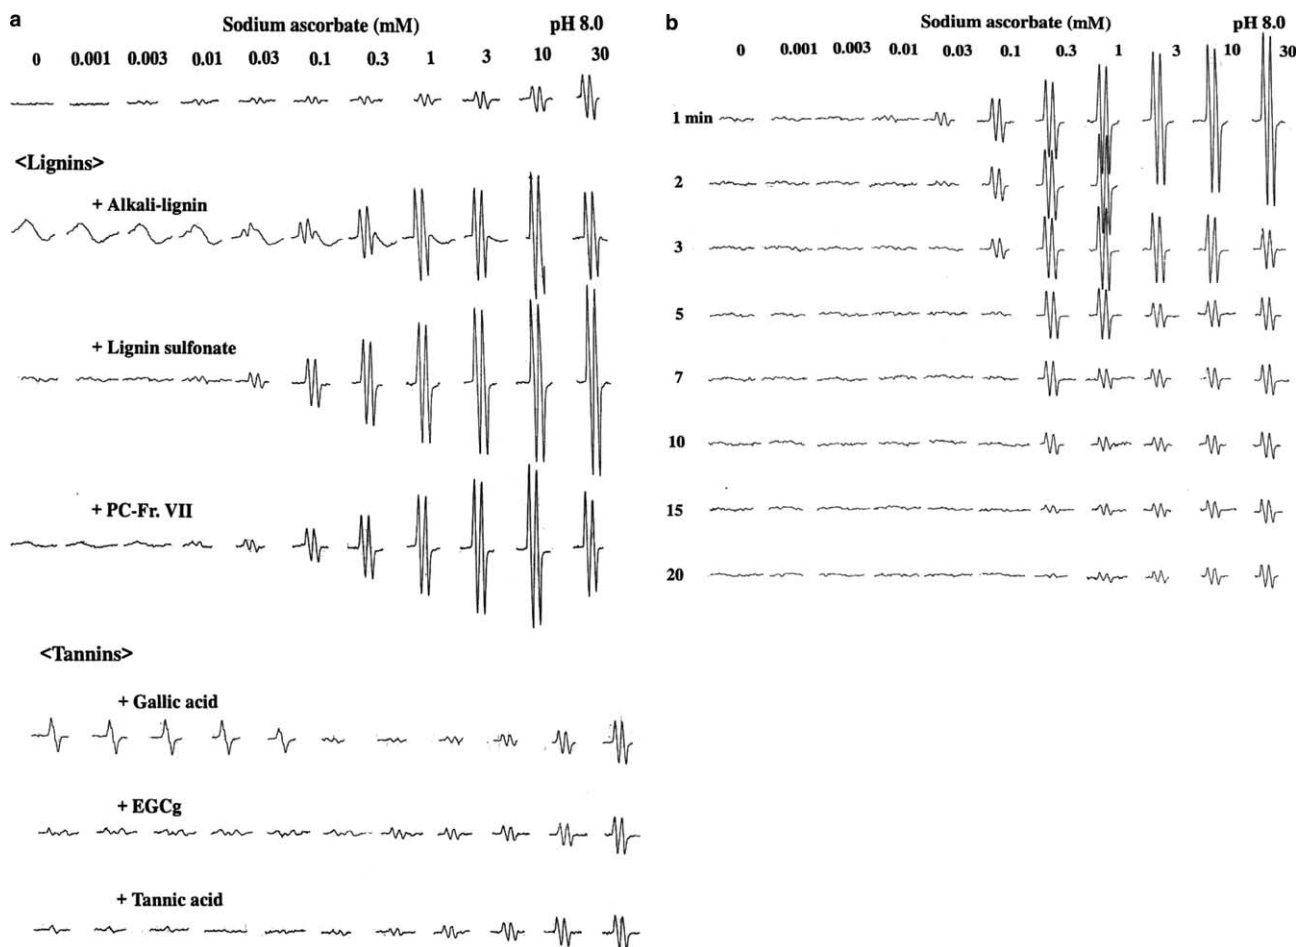 a
Sodium ascorbate (mM) pH 8.0
0 0.001 0.003 0.01 0.03 0.1 0.3 1 3 10 30
<Lignins>
+ Alkali-lignin
+ Lignin sulfonate
+ PC-Fr. VII
<Tannins>
+ Gallic acid
+ EGCg
+ Tannic acid
b
Sodium ascorbate (mM) pH 8.0
0 0.001 0.003 0.01 0.03 0.1 0.3 1 3 10 30
1 min
2
3
5
7
10
15
20